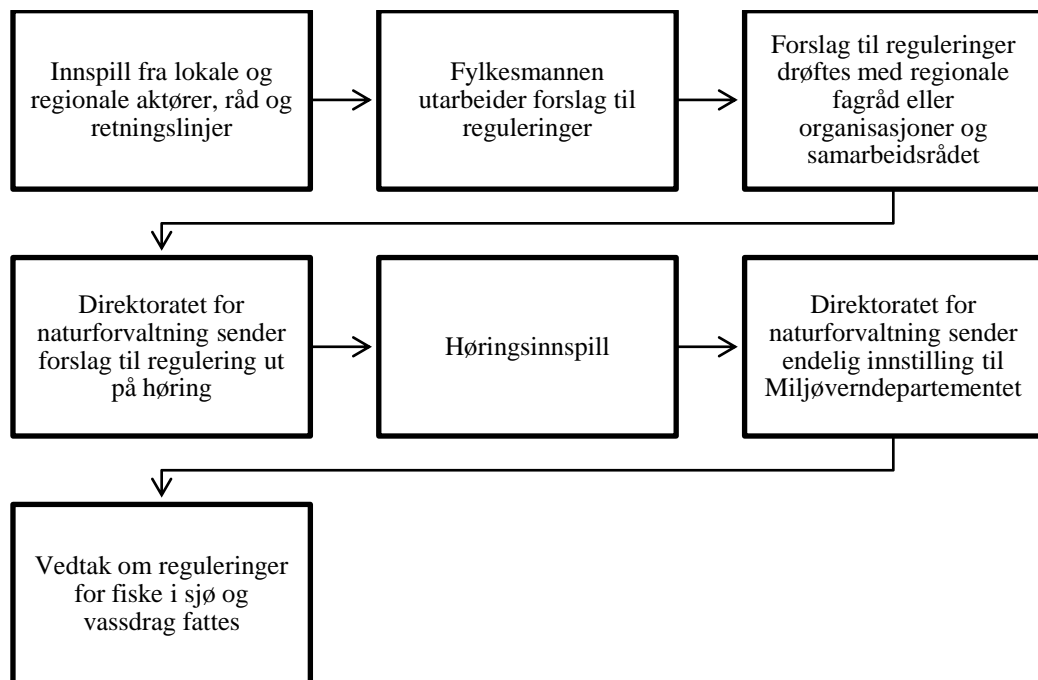 Innspill fra lokale og
regionale aktører, råd og
retningslinjer
Fylkesmannen
utarbeider forslag til
reguleringer
Forslag til reguleringer
drøftes med regionale
fagråd eller
organisasjoner og
samarbeidsrådet
Direktoratet for
naturforvaltning sender
forslag til regulering ut
på høring
Høringsinnspill
Direktoratet for
naturforvaltning sender
endelig innstilling til
Miljøverndepartementet
Vedtak om reguleringer
for fiske i sjø og
vassdrag fattes